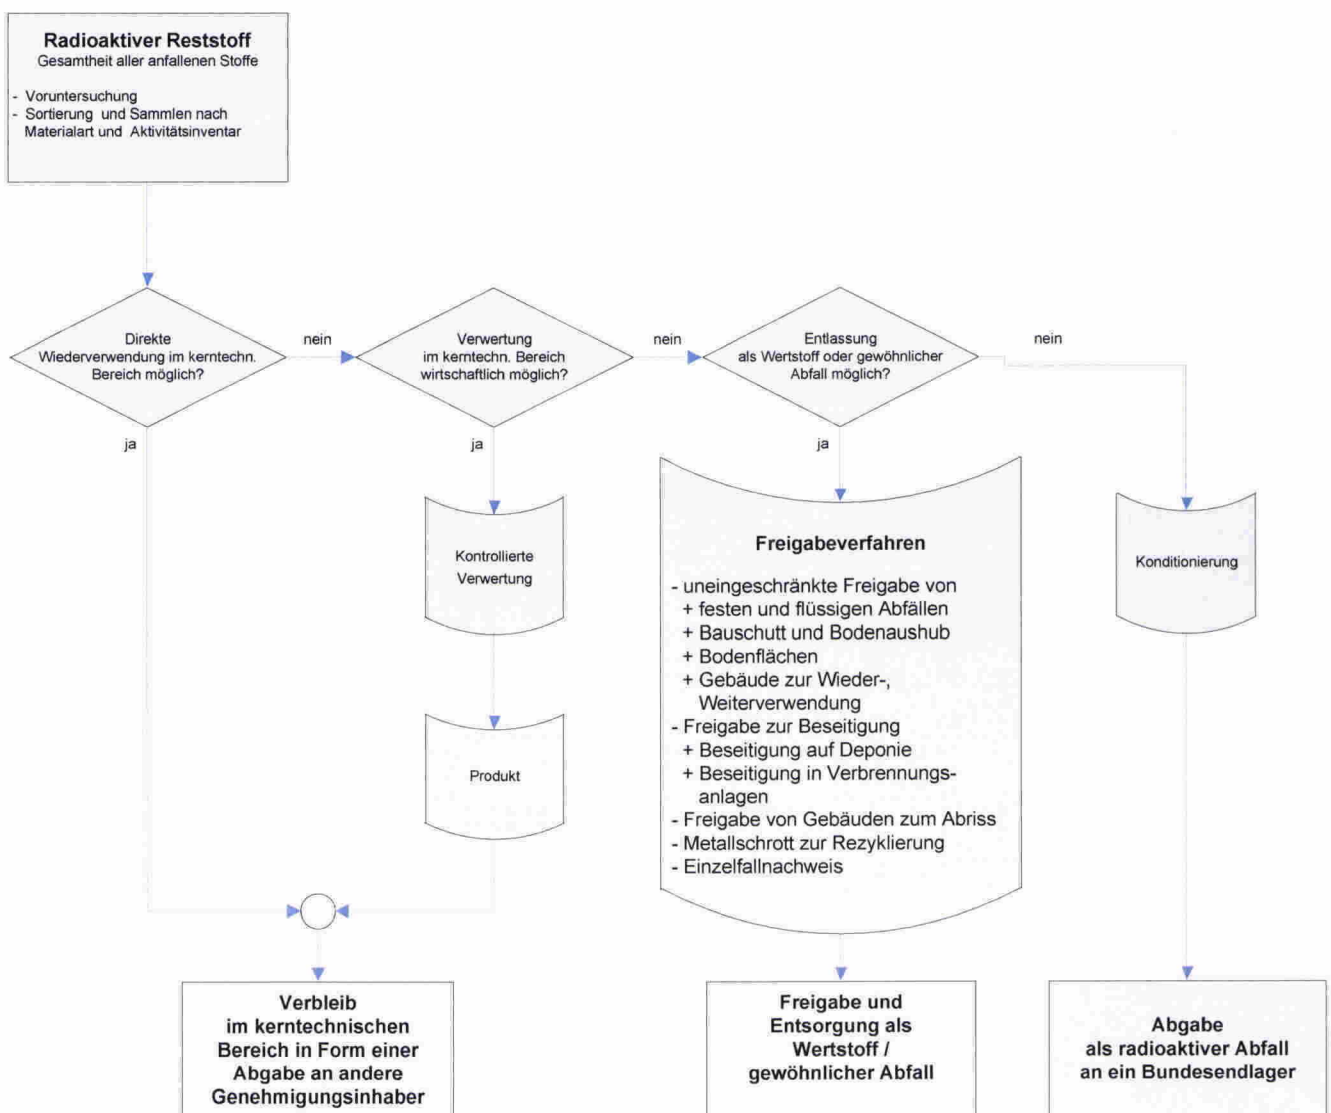 Radioaktiver Reststoff
Gesamtheit aller anfallenen Stoffe
- Voruntersuchung
- Sortierung und Sammlen nach
Materialart und Aktivitätsinventar
Direkte
Wiederverwendung im kerntechn.
Bereich möglich?
nein
Verwertung
im kerntechn. Bereich
wirtschaftlich möglich?
nein
Entlassung
als Wertstoff oder gewöhnlicher
Abfall möglich?
nein
ja
ja
ja
Kontrollierte
Verwertung
Produkt
Freigabeverfahren
- uneingeschränkte Freigabe von
+ festen und flüssigen Abfällen
+ Bauschutt und Bodenaushub
+ Bodenflächen
+ Gebäude zur Wieder-,
Weiterverwendung
- Freigabe zur Beseitigung
+ Beseitigung auf Deponie
+ Beseitigung in Verbrennungs-
anlagen
- Freigabe von Gebäuden zum Abriss
- Metallschrott zur Rezyklierung
- Einzelfallnachweis
Konditionierung
Verbleib
im kerntechnischen
Bereich in Form einer
Abgabe an andere
Genehmigungsinhaber
Freigabe und
Entsorgung als
Wertstoff /
gewöhnlicher Abfall
Abgabe
als radioaktiver Abfall
an ein Bundesendlager